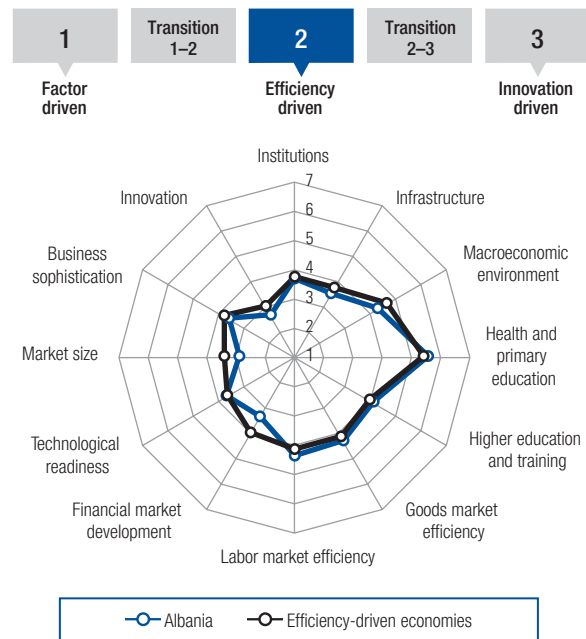 1
Transition
1–2
2
Transition
2–3
3
Factor
driven
Efficiency
driven
Innovation
driven
Institutions
Innovation
Infrastructure
Business
sophistication
Macroeconomic
environment
Market size
Health and
primary
education
Technological
readiness
Higher education
and training
Financial market
development
Goods market
efficiency
Labor market efficiency
7
6
5
4
3
2
1
Albania
Efficiency-driven economies